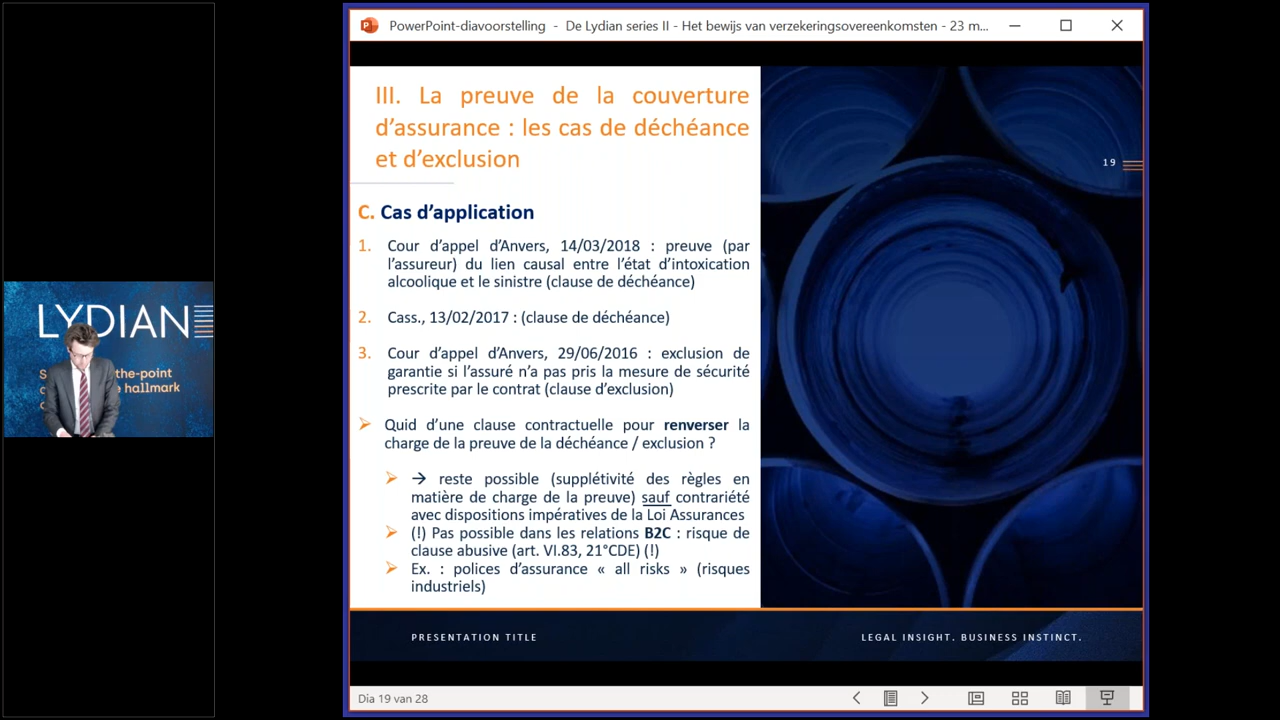 PowerPoint-diavoorstelling - De Lydian series II - Het bewijs van verzekeringsovereenkomsten - 23 m...
III. La preuve de la couverture
d’assurance : les cas de déchéance
et d’exclusion
19
C. Cas d’application
1. Cour d’appel d’Anvers, 14/03/2018 : preuve (par
l’assureur) du lien causal entre l’état d’intoxication
alcoolique et le sinistre (clause de déchéance)
2. Cass., 13/02/2017 : (clause de déchéance)
3. Cour d’appel d’Anvers, 29/06/2016 : exclusion de
garantie si l’assuré n’a pas pris la mesure de sécurité
prescrite par le contrat (clause d’exclusion)
➢ Quid d’une clause contractuelle pour renverser la
charge de la preuve de la déchéance / exclusion ?
➢ → reste possible (supplétivité des règles en
matière de charge de la preuve) sauf contrariété
avec dispositions impératives de la Loi Assurances
➢ (!) Pas possible dans les relations B2C : risque de
clause abusive (art. VI.83, 21°CDE) (!)
➢ Ex. : polices d’assurance « all risks » (risques
industriels)
PRESENTATION TITLE
LEGAL INSIGHT. BUSINESS INSTINCT.
Dia 19 van 28
LYDIAN
the-point
hallmark